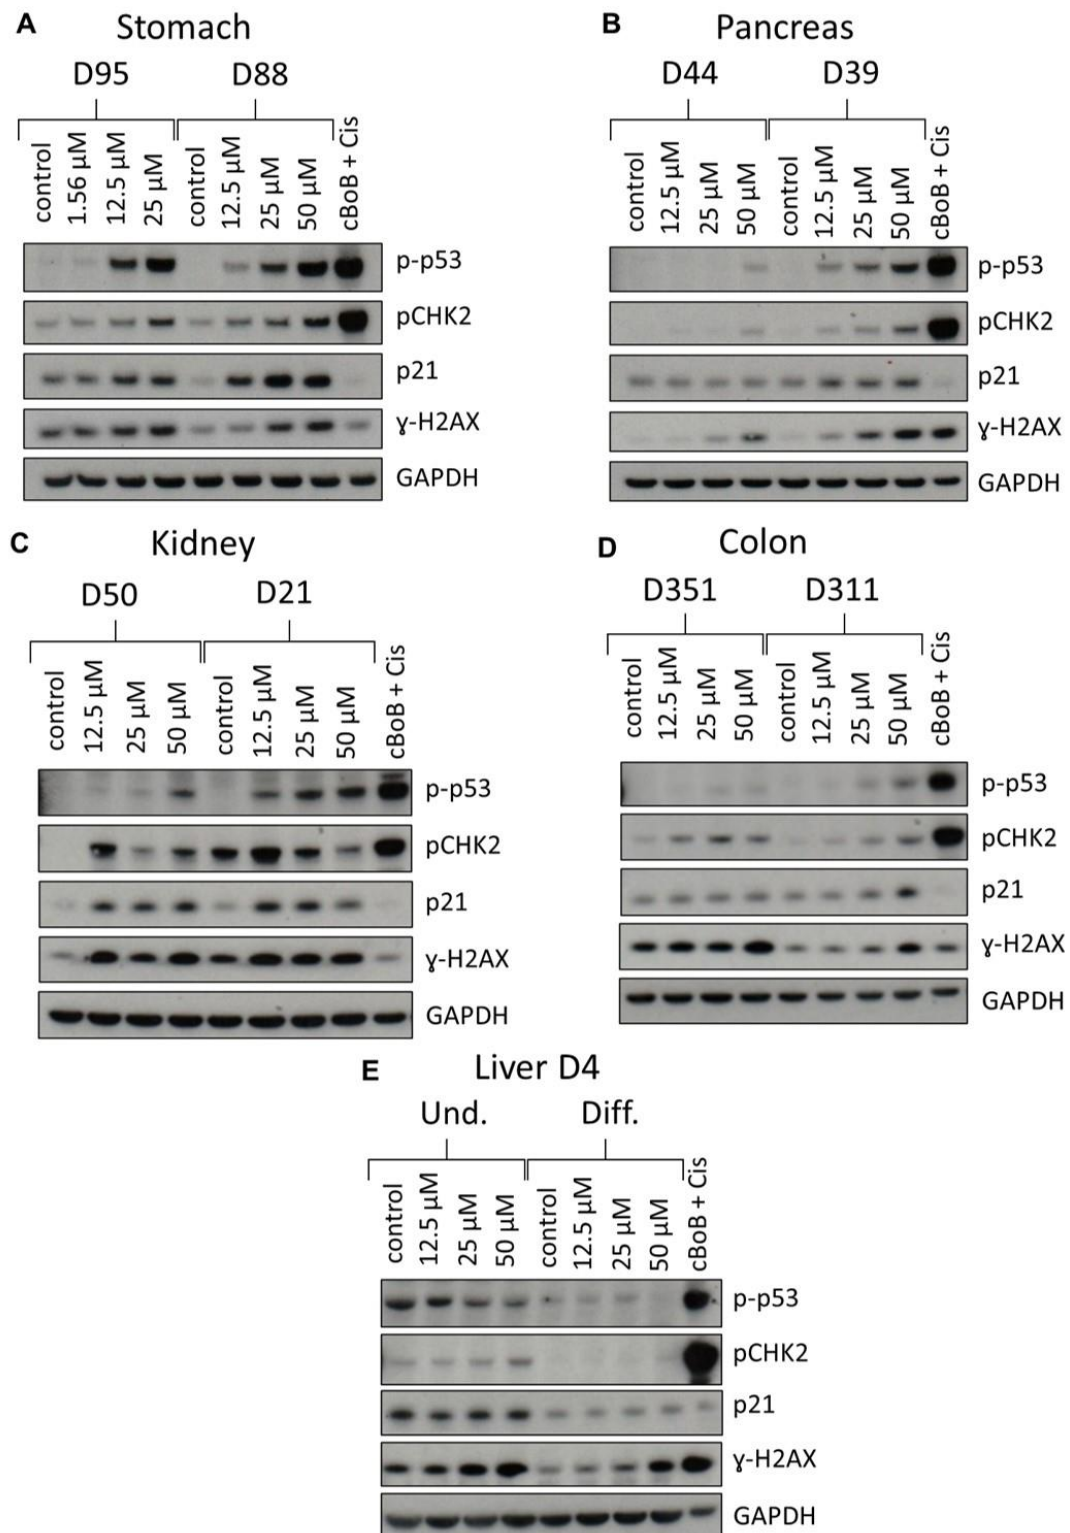 A Stomach
D95 D88
control 1.56 µM 12.5 µM 25 µM control 12.5 µM 25 µM 50 µM cBoB + Cis
p-p53
pCHK2
p21
ɣ-H2AX
GAPDH
B Pancreas
D44 D39
control 12.5 µM 25 µM 50 µM control 12.5 µM 25 µM 50 µM cBoB + Cis
p-p53
pCHK2
p21
ɣ-H2AX
GAPDH
C Kidney
D50 D21
control 12.5 µM 25 µM 50 µM control 12.5 µM 25 µM 50 µM cBoB + Cis
p-p53
pCHK2
p21
ɣ-H2AX
GAPDH
D Colon
D351 D311
control 12.5 µM 25 µM 50 µM control 12.5 µM 25 µM 50 µM cBoB + Cis
p-p53
pCHK2
p21
ɣ-H2AX
GAPDH
E Liver D4
Und. Diff.
control 12.5 µM 25 µM 50 µM control 12.5 µM 25 µM 50 µM cBoB + Cis
p-p53
pCHK2
p21
ɣ-H2AX
GAPDH